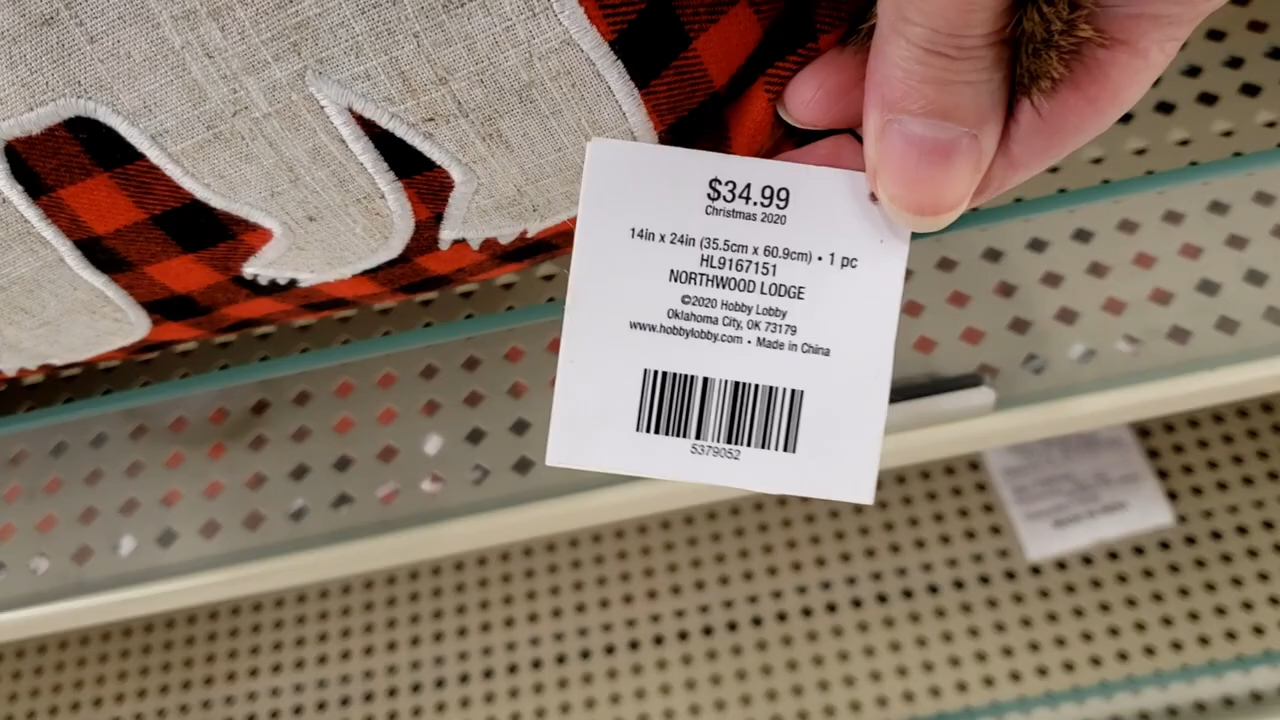 $34.99
Christmas 2020
14in x 24in (35.5cm x 60.9cm) • 1 pc
HL9167151
NORTHWOOD LODGE
©2020 Hobby Lobby
Oklahoma City, OK 73179
www.hobbylobby.com • Made in China
5379052